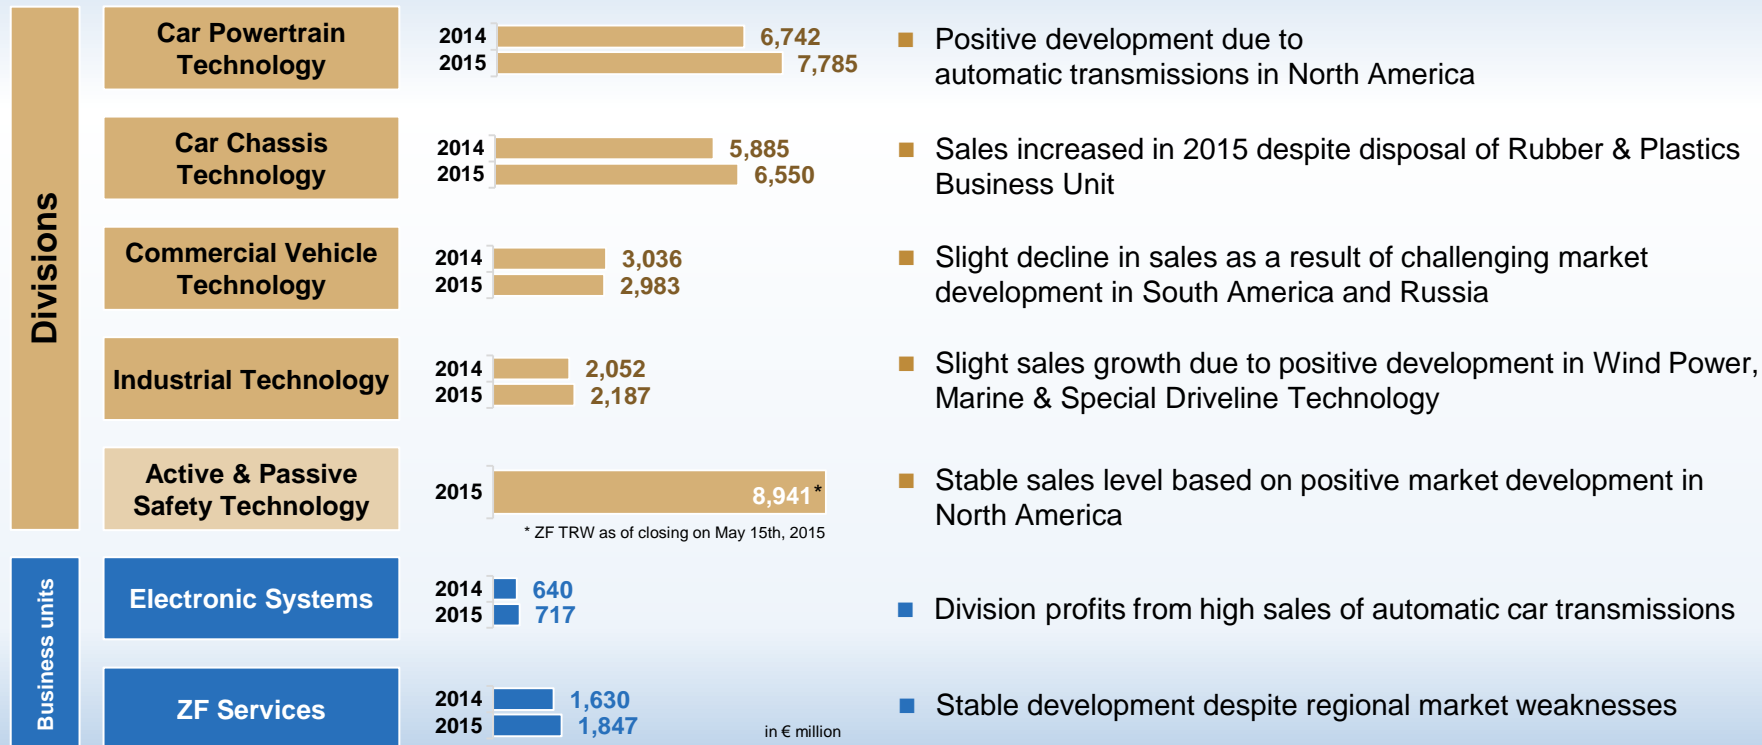 Divisions
Car Powertrain
Technology
2014 6,742
2015 7,785
Positive development due to
automatic transmissions in North America
Car Chassis
Technology
2014 5,885
2015 6,550
Sales increased in 2015 despite disposal of Rubber & Plastics
Business Unit
Commercial Vehicle
Technology
2014 3,036
2015 2,983
Slight decline in sales as a result of challenging market
development in South America and Russia
Industrial Technology
2014 2,052
2015 2,187
Slight sales growth due to positive development in Wind Power,
Marine & Special Driveline Technology
Active & Passive
Safety Technology
2015 8,941*
* ZF TRW as of closing on May 15th, 2015
Stable sales level based on positive market development in
North America
Business units
Electronic Systems
2014 640
2015 717
Division profits from high sales of automatic car transmissions
ZF Services
2014 1,630
2015 1,847
in € million
Stable development despite regional market weaknesses